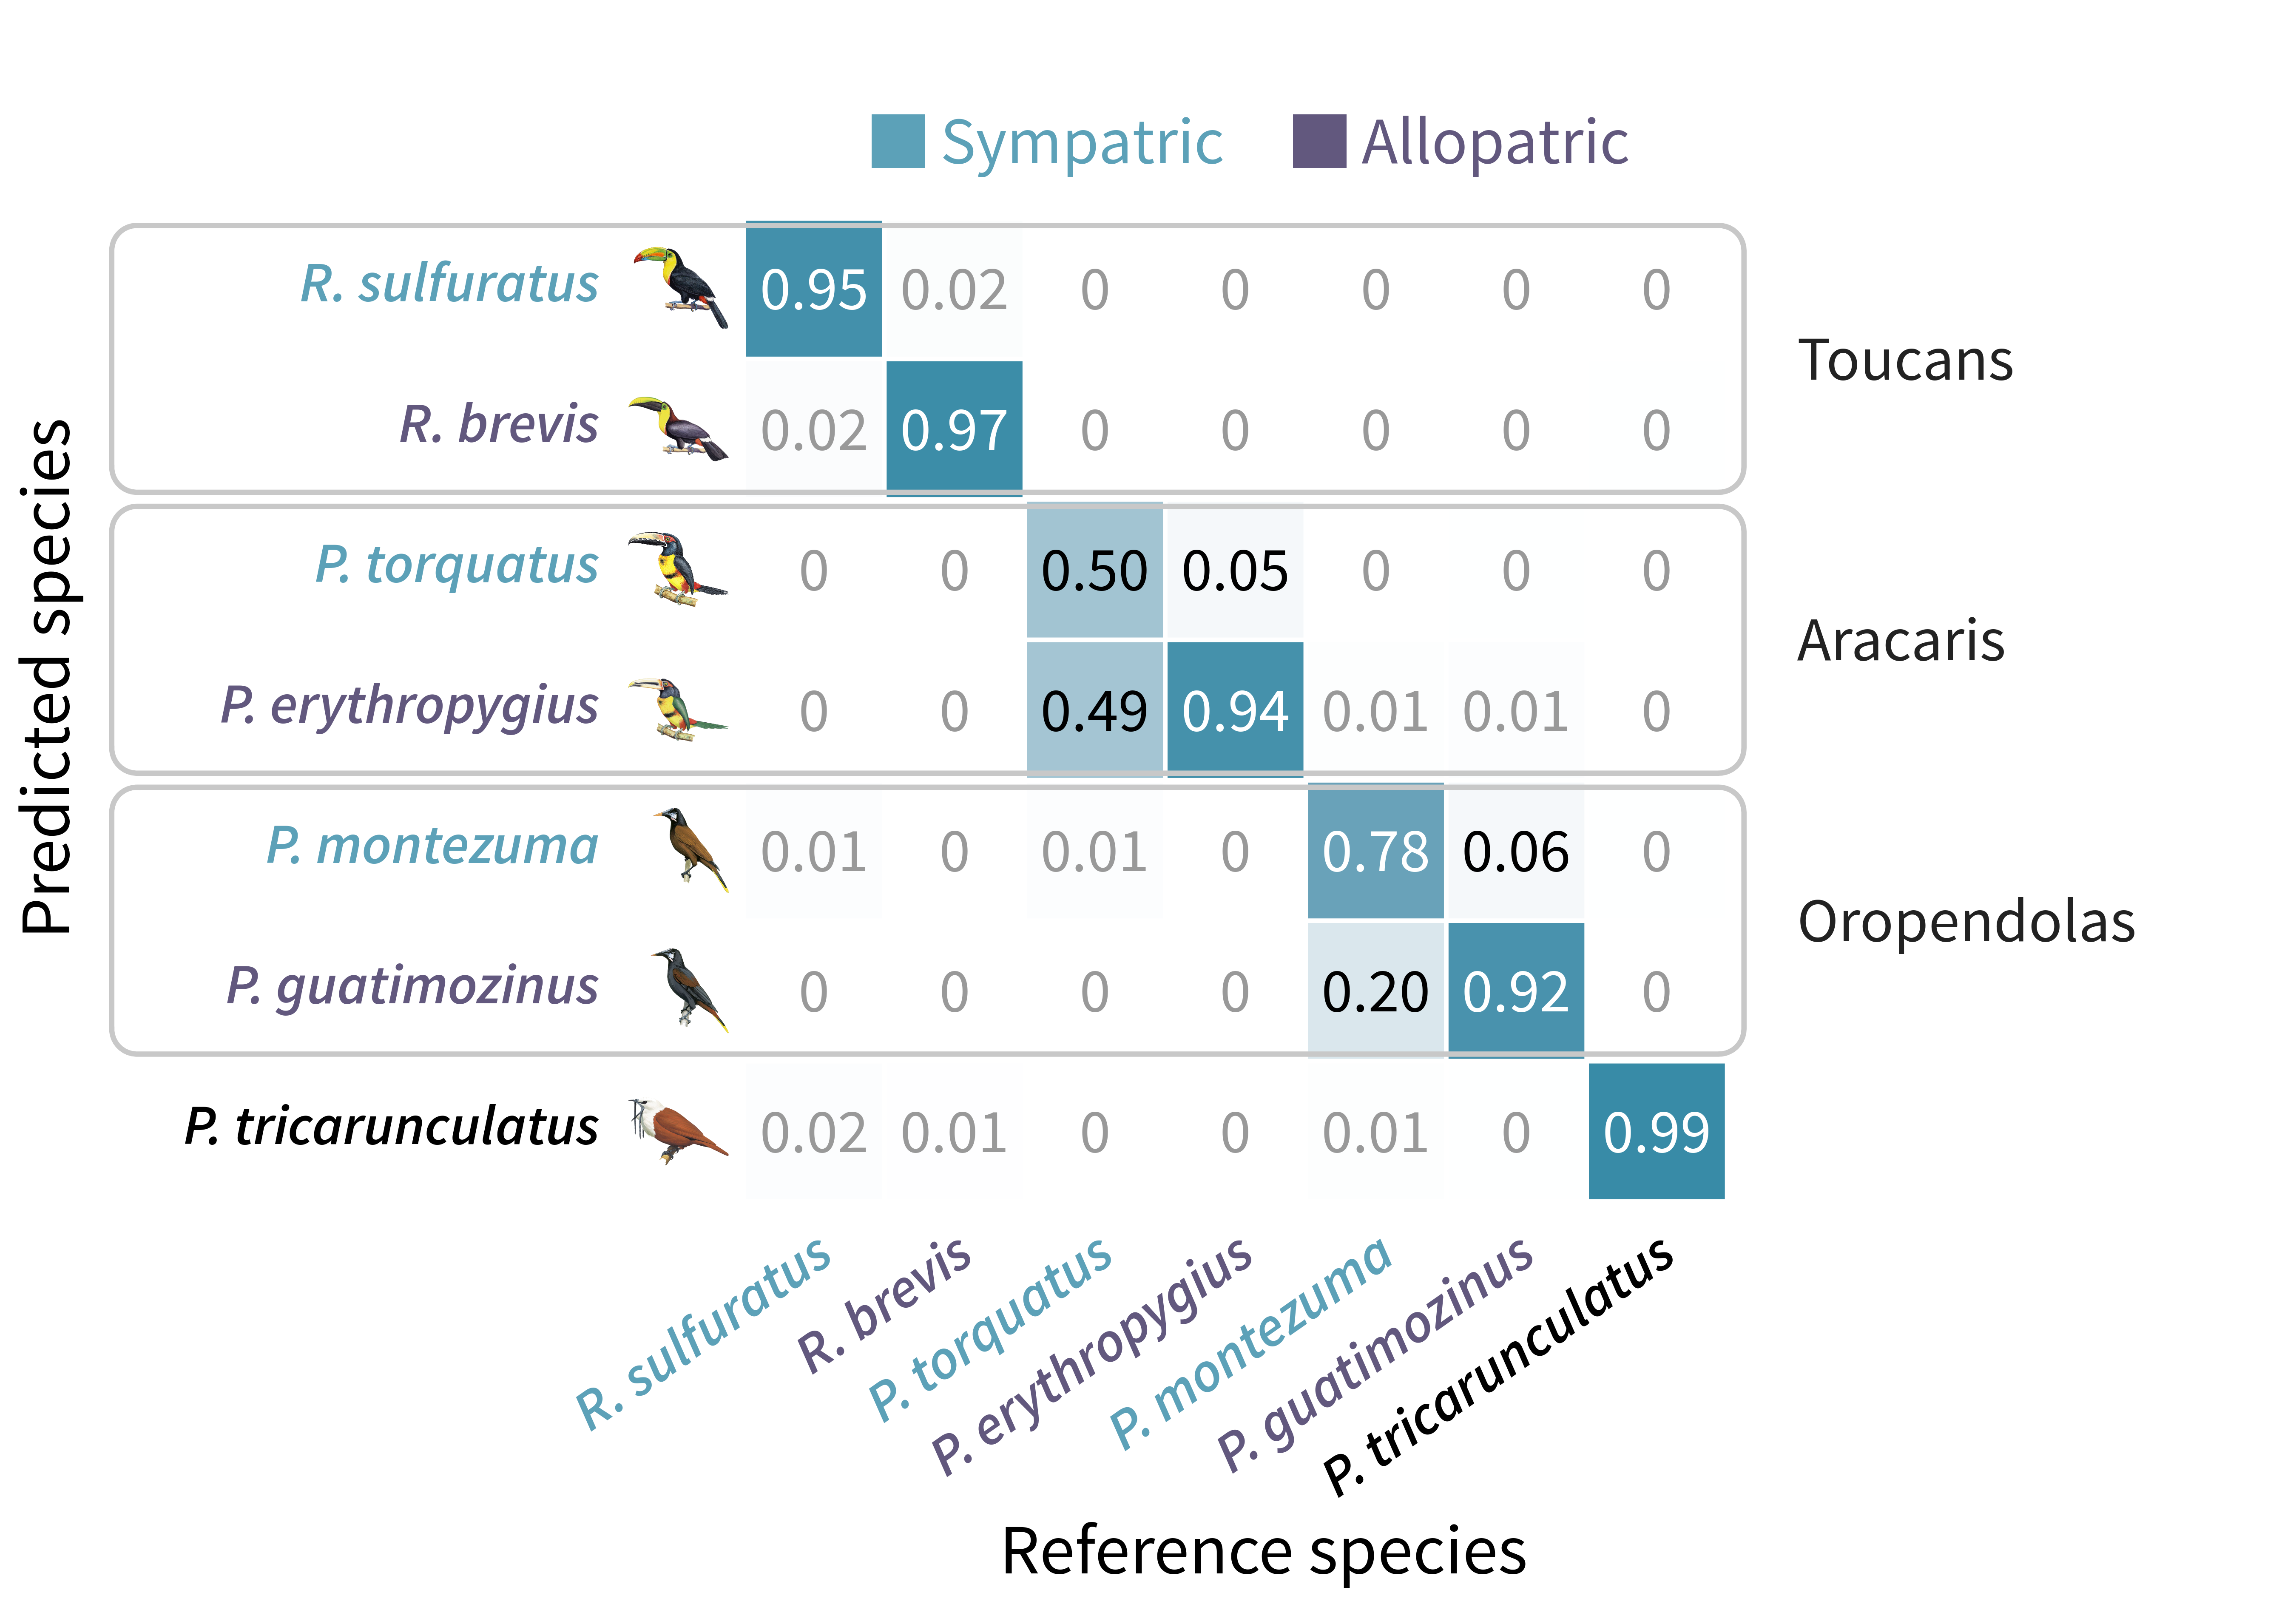 Sympatric Allopatric
Predicted species
R. sulfuratus 0.95 0.02 0 0 0 0 0
Toucans
R. brevis 0.02 0.97 0 0 0 0 0
P. torquatus 0 0 0.50 0.05 0 0 0
Aracaris
P. erythropygius 0 0 0.49 0.94 0.01 0.01 0
P. montezuma 0.01 0 0.01 0 0.78 0.06 0
Oropendolas
P. guatimozinus 0 0 0 0 0.20 0.92 0
P. tricarunculatus 0.02 0.01 0 0 0.01 0 0.99
R. sulfuratus
R. brevis
P. torquatus
P. erythropygius
P. montezuma
P. guatimozinus
P. tricarunculatus
Reference species